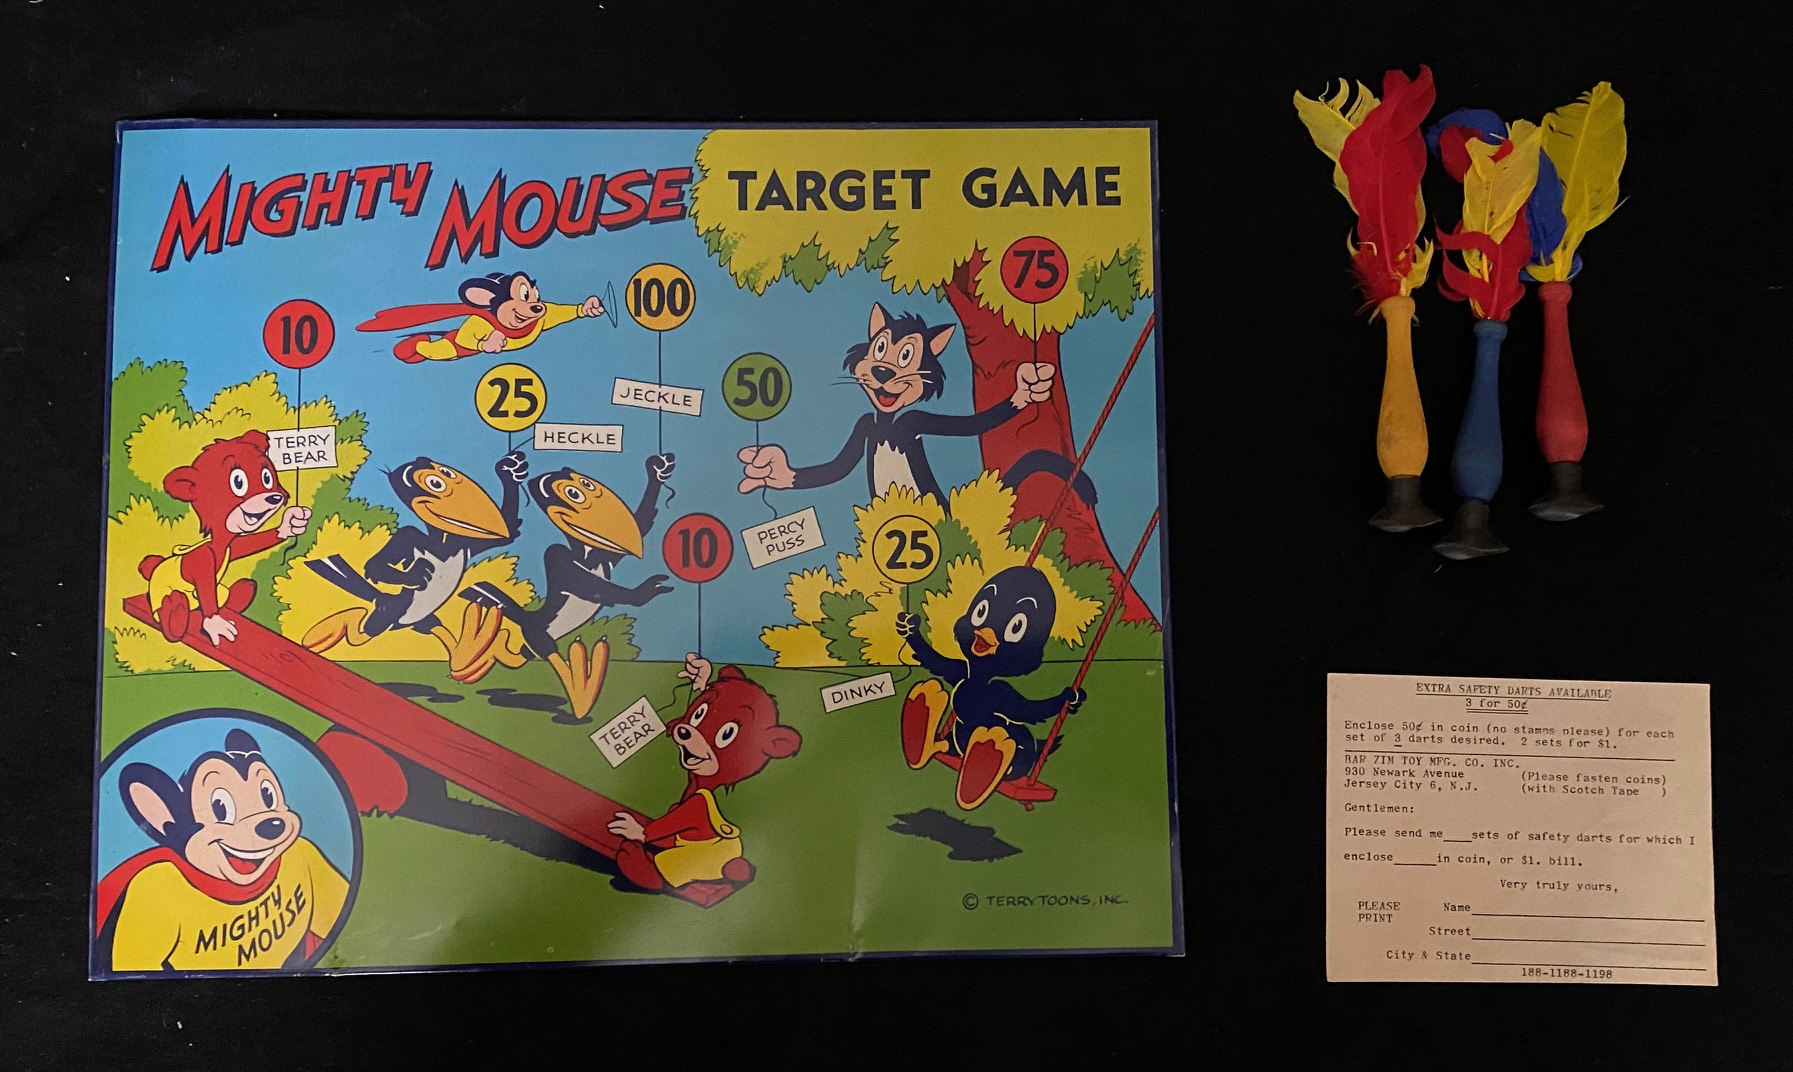 MIGHTY MOUSE TARGET GAME
10
100
75
25
50
JECKLE
HECKLE
TERRY
BEAR
PERCY
PUSS
10
25
DINKY
TERRY
BEAR
MIGHTY
MOUSE
© TERRYTOONS, INC.
EXTRA SAFETY DARTS AVAILABLE
3 for 50¢
Enclose 50¢ in coin (no stamps please) for each
set of 3 darts desired. 2 sets for $1.
BAR ZIM TOY MFG. CO. INC.
930 Newark Avenue (Please fasten coins)
Jersey City 6, N.J. (with Scotch Tape )
Gentlemen:
Please send me____sets of safety darts for which I
enclose______in coin, or $1. bill.
Very truly yours,
PLEASE
PRINT
Name
Street
City & State
188-1188-1198